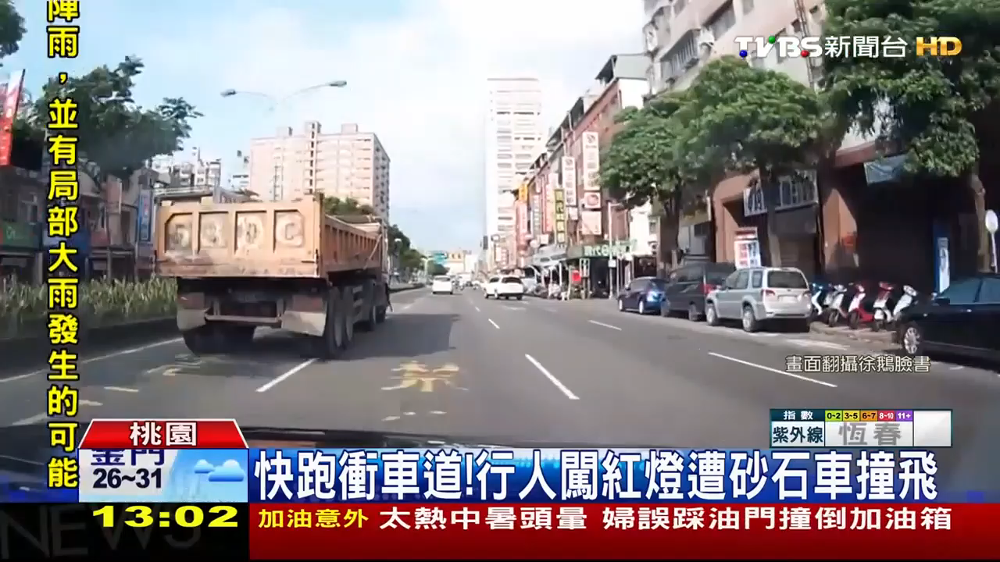 陣雨，並有局部大雨發生的可能
TVBS新聞台 HD
畫面翻攝徐鵝臉書
指數 0~2 3~5 6~7 8~10 11+
紫外線 恆春
桃園
金門
26~31
快跑衝車道!行人闖紅燈遭砂石車撞飛
13:02
加油意外 太熱中暑頭暈 婦誤踩油門撞倒加油箱
NEWS
禁